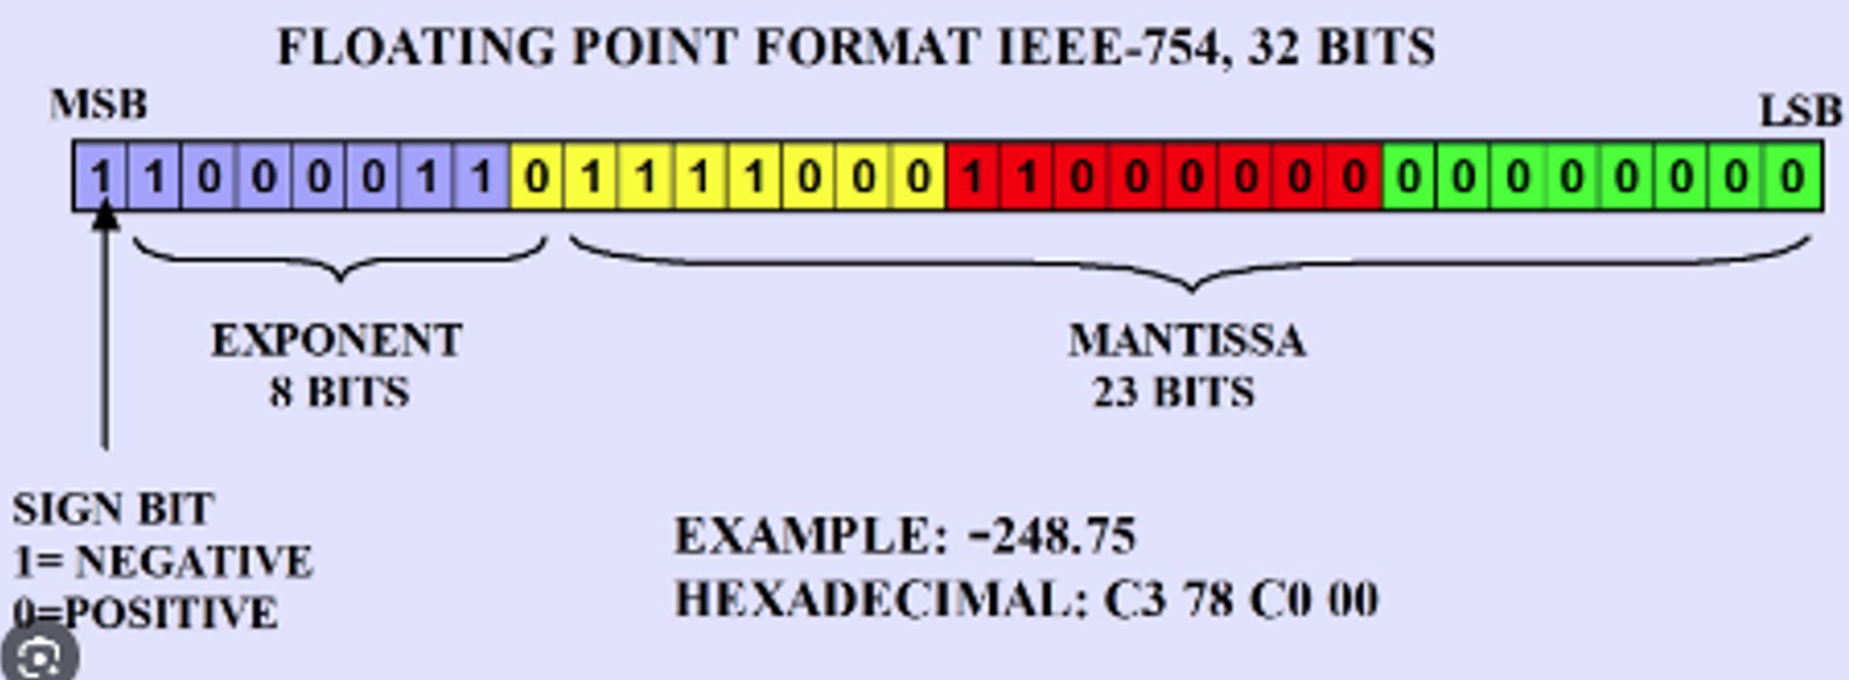 FLOATING POINT FORMAT IEEE-754, 32 BITS
MSB
LSB
1 1 0 0 0 0 1 1 0 1 1 1 1 0 0 0 1 1 0 0 0 0 0 0 0 0 0 0 0 0 0 0
EXPONENT
8 BITS
MANTISSA
23 BITS
SIGN BIT
1= NEGATIVE
0=POSITIVE
EXAMPLE: -248.75
HEXADECIMAL: C3 78 C0 00